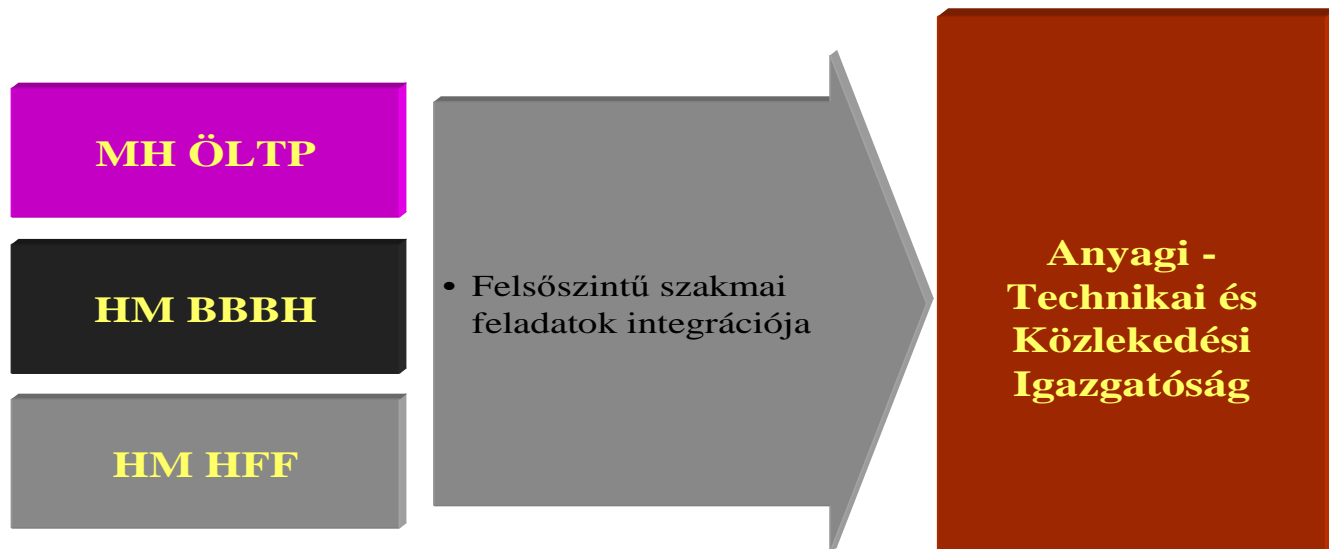 MH ÖLTP
HM BBBH
HM HFF
• Felsőszintű szakmai
feladatok integrációja
Anyagi -
Technikai és
Közlekedési
Igazgatóság